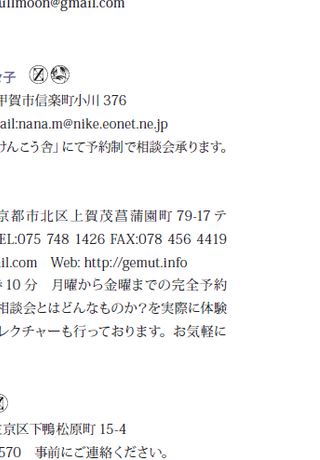 ullmoon@gmail.com
子
甲賀市信楽町小川 376
ail:nana.m@nike.eonet.ne.jp
けんこう舎」にて予約制で相談会承ります。
京都市北区上賀茂菖蒲園町 79-17 テ
EL:075 748 1426 FAX:078 456 4419
il.com Web: http://gemut.info
10 分 月曜から金曜までの完全予約
相談会とはどんなものか？を実際に体験
レクチャーも行っております。お気軽に
京区下鴨松原町 15-4
570 事前にご連絡ください。